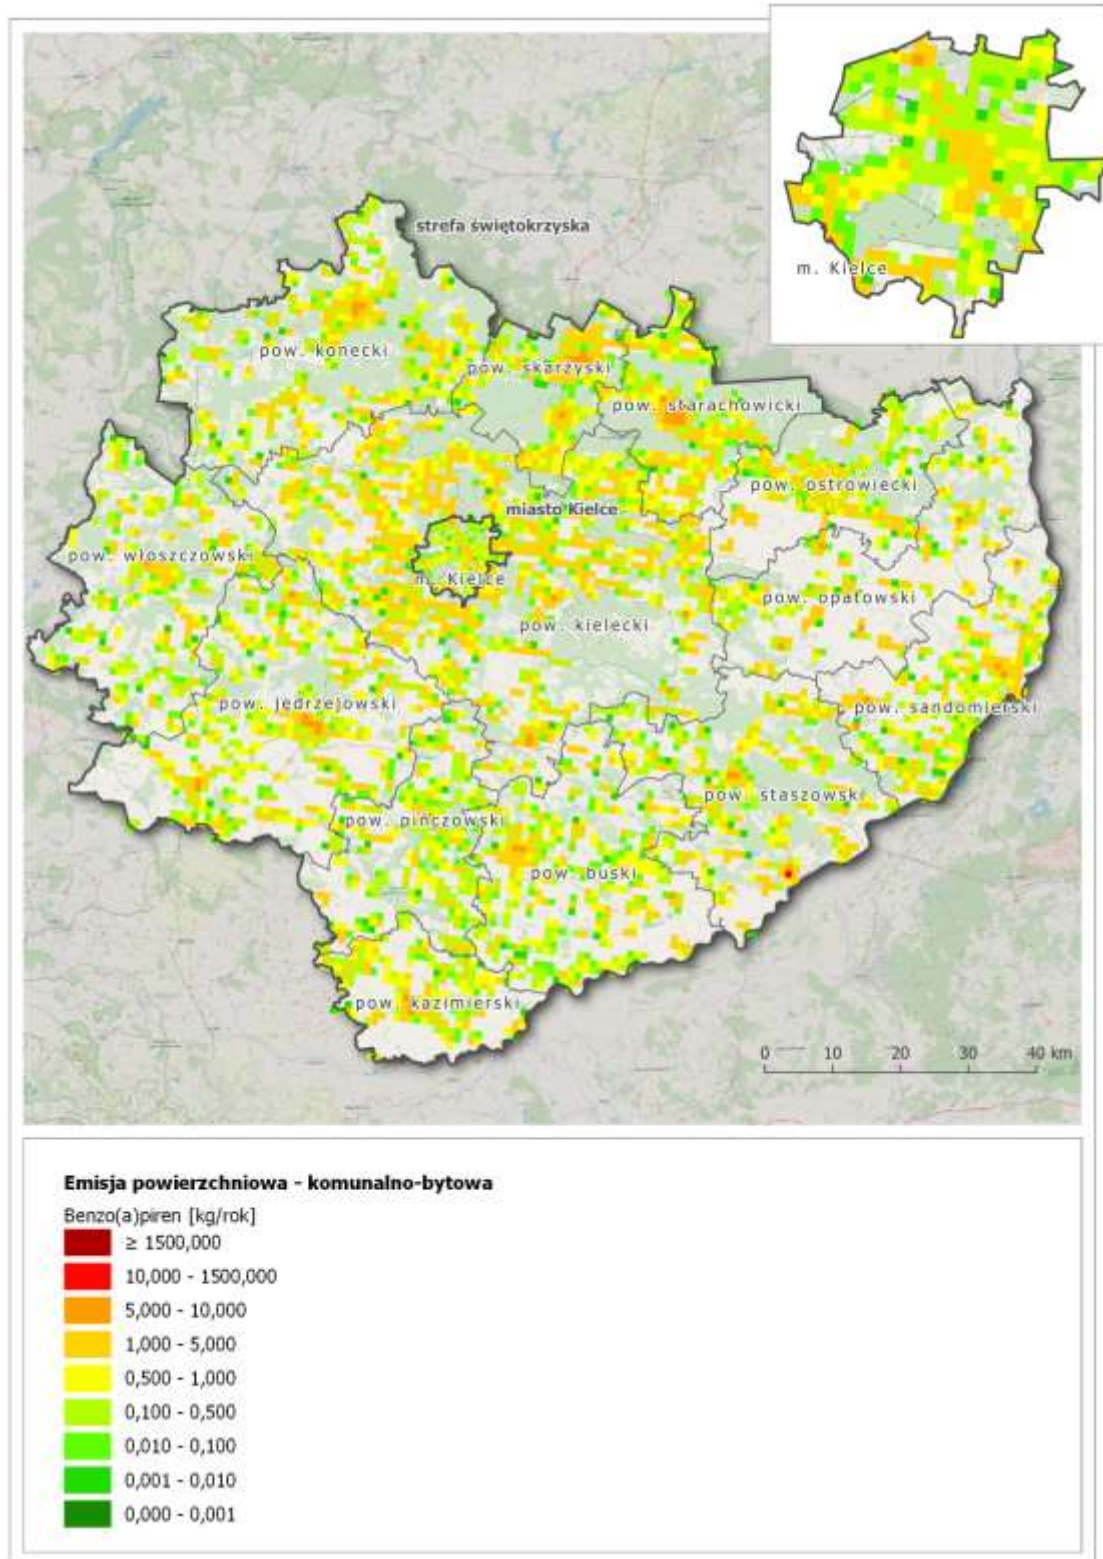 m. Kielce
strefa świętokrzyska
pow. konecki
pow. skarżyski
pow. starachowicki
pow. ostrowiecki
miasto Kielce
pow. włoszczowski
m. Kielce
pow. opatowski
pow. kielecki
pow. jędrzejowski
pow. sandomierski
pow. staszowski
pow. pińczowski
pow. buski
pow. kazimierski
0 10 20 30 40 km
Emisja powierzchniowa - komunalno-bytowa
Benzo(a)piren [kg/rok]
≥ 1500,000
10,000 - 1500,000
5,000 - 10,000
1,000 - 5,000
0,500 - 1,000
0,100 - 0,500
0,010 - 0,100
0,001 - 0,010
0,000 - 0,001